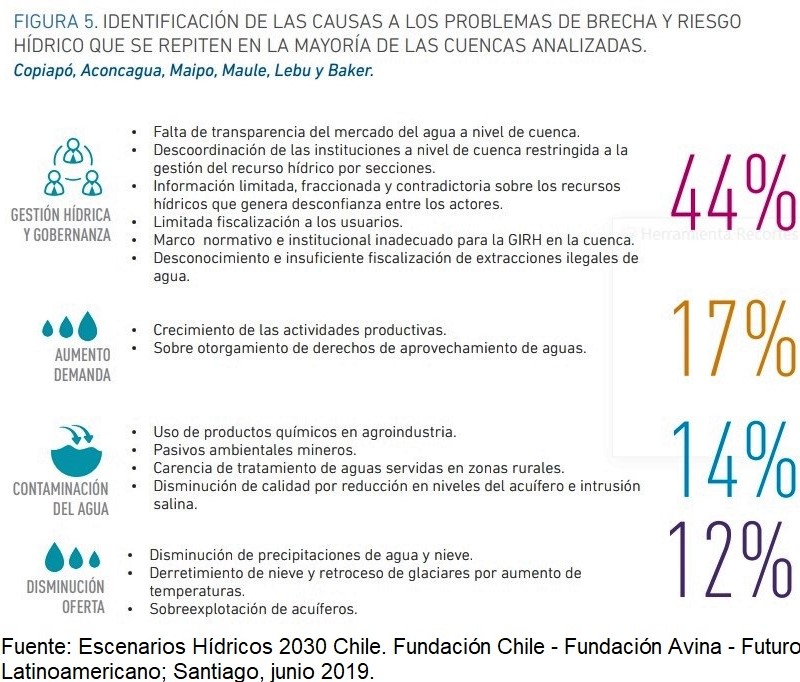 FIGURA 5. IDENTIFICACIÓN DE LAS CAUSAS A LOS PROBLEMAS DE BRECHA Y RIESGO
HÍDRICO QUE SE REPITEN EN LA MAYORÍA DE LAS CUENCAS ANALIZADAS.
Copiapó, Aconcagua, Maipo, Maule, Lebu y Baker.
GESTIÓN HÍDRICA
Y GOBERNANZA
• Falta de transparencia del mercado del agua a nivel de cuenca.
• Descoordinación de las instituciones a nivel de cuenca restringida a la
gestión del recurso hídrico por secciones.
• Información limitada, fraccionada y contradictoria sobre los recursos
hídricos que genera desconfianza entre los actores.
• Limitada fiscalización a los usuarios.
• Marco normativo e institucional inadecuado para la GIRH en la cuenca.
• Desconocimiento e insuficiente fiscalización de extracciones ilegales de
agua.
44%
Herramienta Recortes
AUMENTO
DEMANDA
• Crecimiento de las actividades productivas.
• Sobre otorgamiento de derechos de aprovechamiento de aguas.
17%
CONTAMINACIÓN
DEL AGUA
• Uso de productos químicos en agroindustria.
• Pasivos ambientales mineros.
• Carencia de tratamiento de aguas servidas en zonas rurales.
• Disminución de calidad por reducción en niveles del acuífero e intrusión
salina.
14%
DISMINUCIÓN
OFERTA
• Disminución de precipitaciones de agua y nieve.
• Derretimiento de nieve y retroceso de glaciares por aumento de
temperaturas.
• Sobreexplotación de acuíferos.
12%
Fuente: Escenarios Hídricos 2030 Chile. Fundación Chile - Fundación Avina - Futuro
Latinoamericano; Santiago, junio 2019.